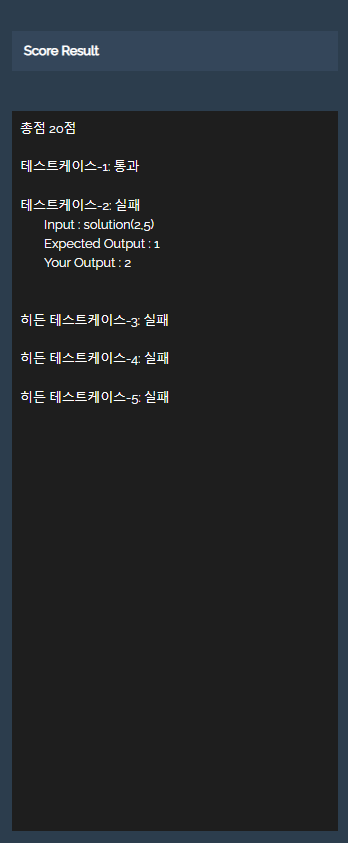 Score Result
총점 20점
테스트케이스-1: 통과
테스트케이스-2: 실패
Input : solution(2,5)
Expected Output : 1
Your Output : 2
히든 테스트케이스-3: 실패
히든 테스트케이스-4: 실패
히든 테스트케이스-5: 실패